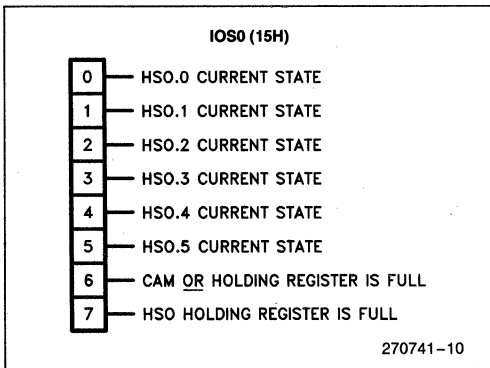 IOS0 (15H)
0 HSO.0 CURRENT STATE
1 HSO.1 CURRENT STATE
2 HSO.2 CURRENT STATE
3 HSO.3 CURRENT STATE
4 HSO.4 CURRENT STATE
5 HSO.5 CURRENT STATE
6 CAM OR HOLDING REGISTER IS FULL
7 HSO HOLDING REGISTER IS FULL
270741-10